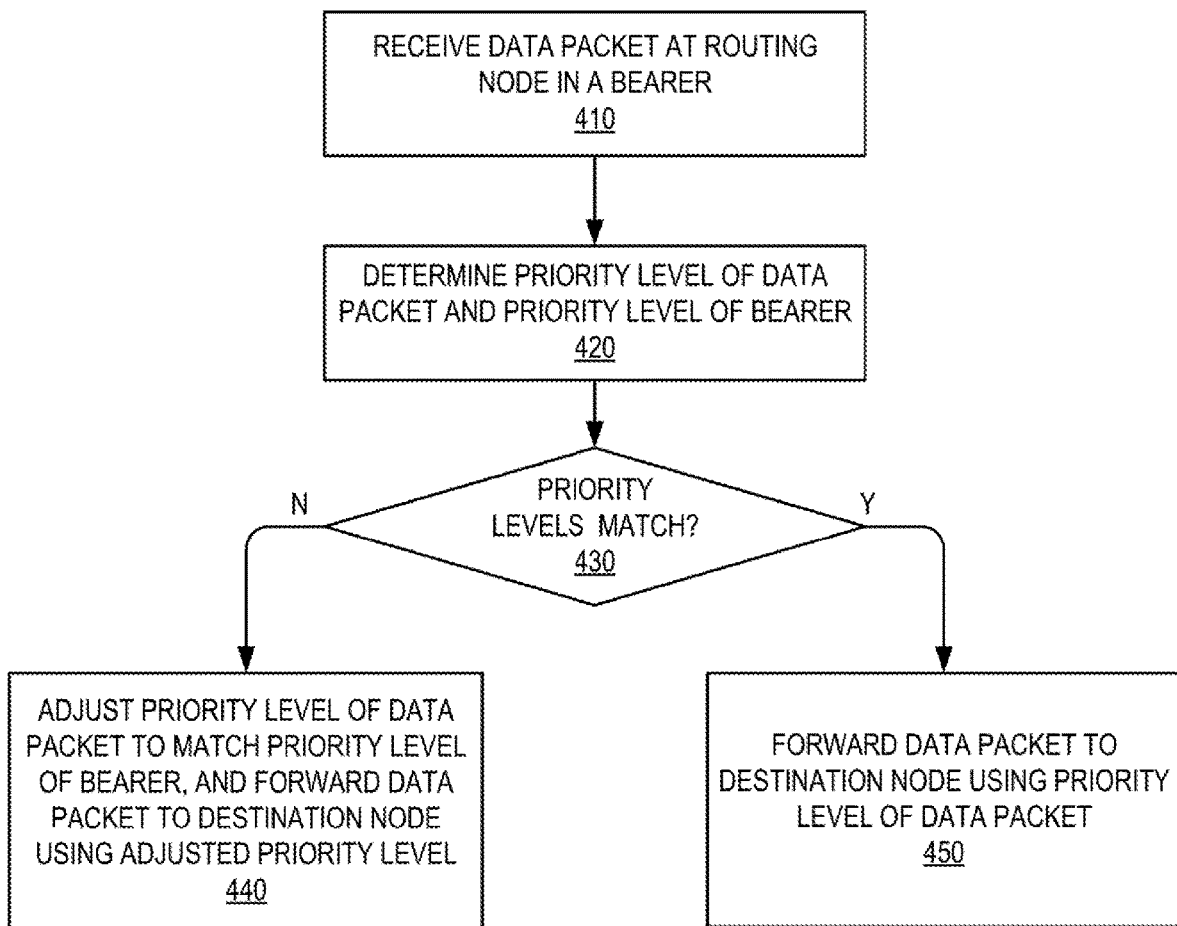 RECEIVE DATA PACKET AT ROUTING
NODE IN A BEARER
410
DETERMINE PRIORITY LEVEL OF DATA
PACKET AND PRIORITY LEVEL OF BEARER
420
PRIORITY
LEVELS MATCH?
430
N
Y
ADJUST PRIORITY LEVEL OF DATA
PACKET TO MATCH PRIORITY LEVEL
OF BEARER, AND FORWARD DATA
PACKET TO DESTINATION NODE
USING ADJUSTED PRIORITY LEVEL
440
FORWARD DATA PACKET TO
DESTINATION NODE USING PRIORITY
LEVEL OF DATA PACKET
450